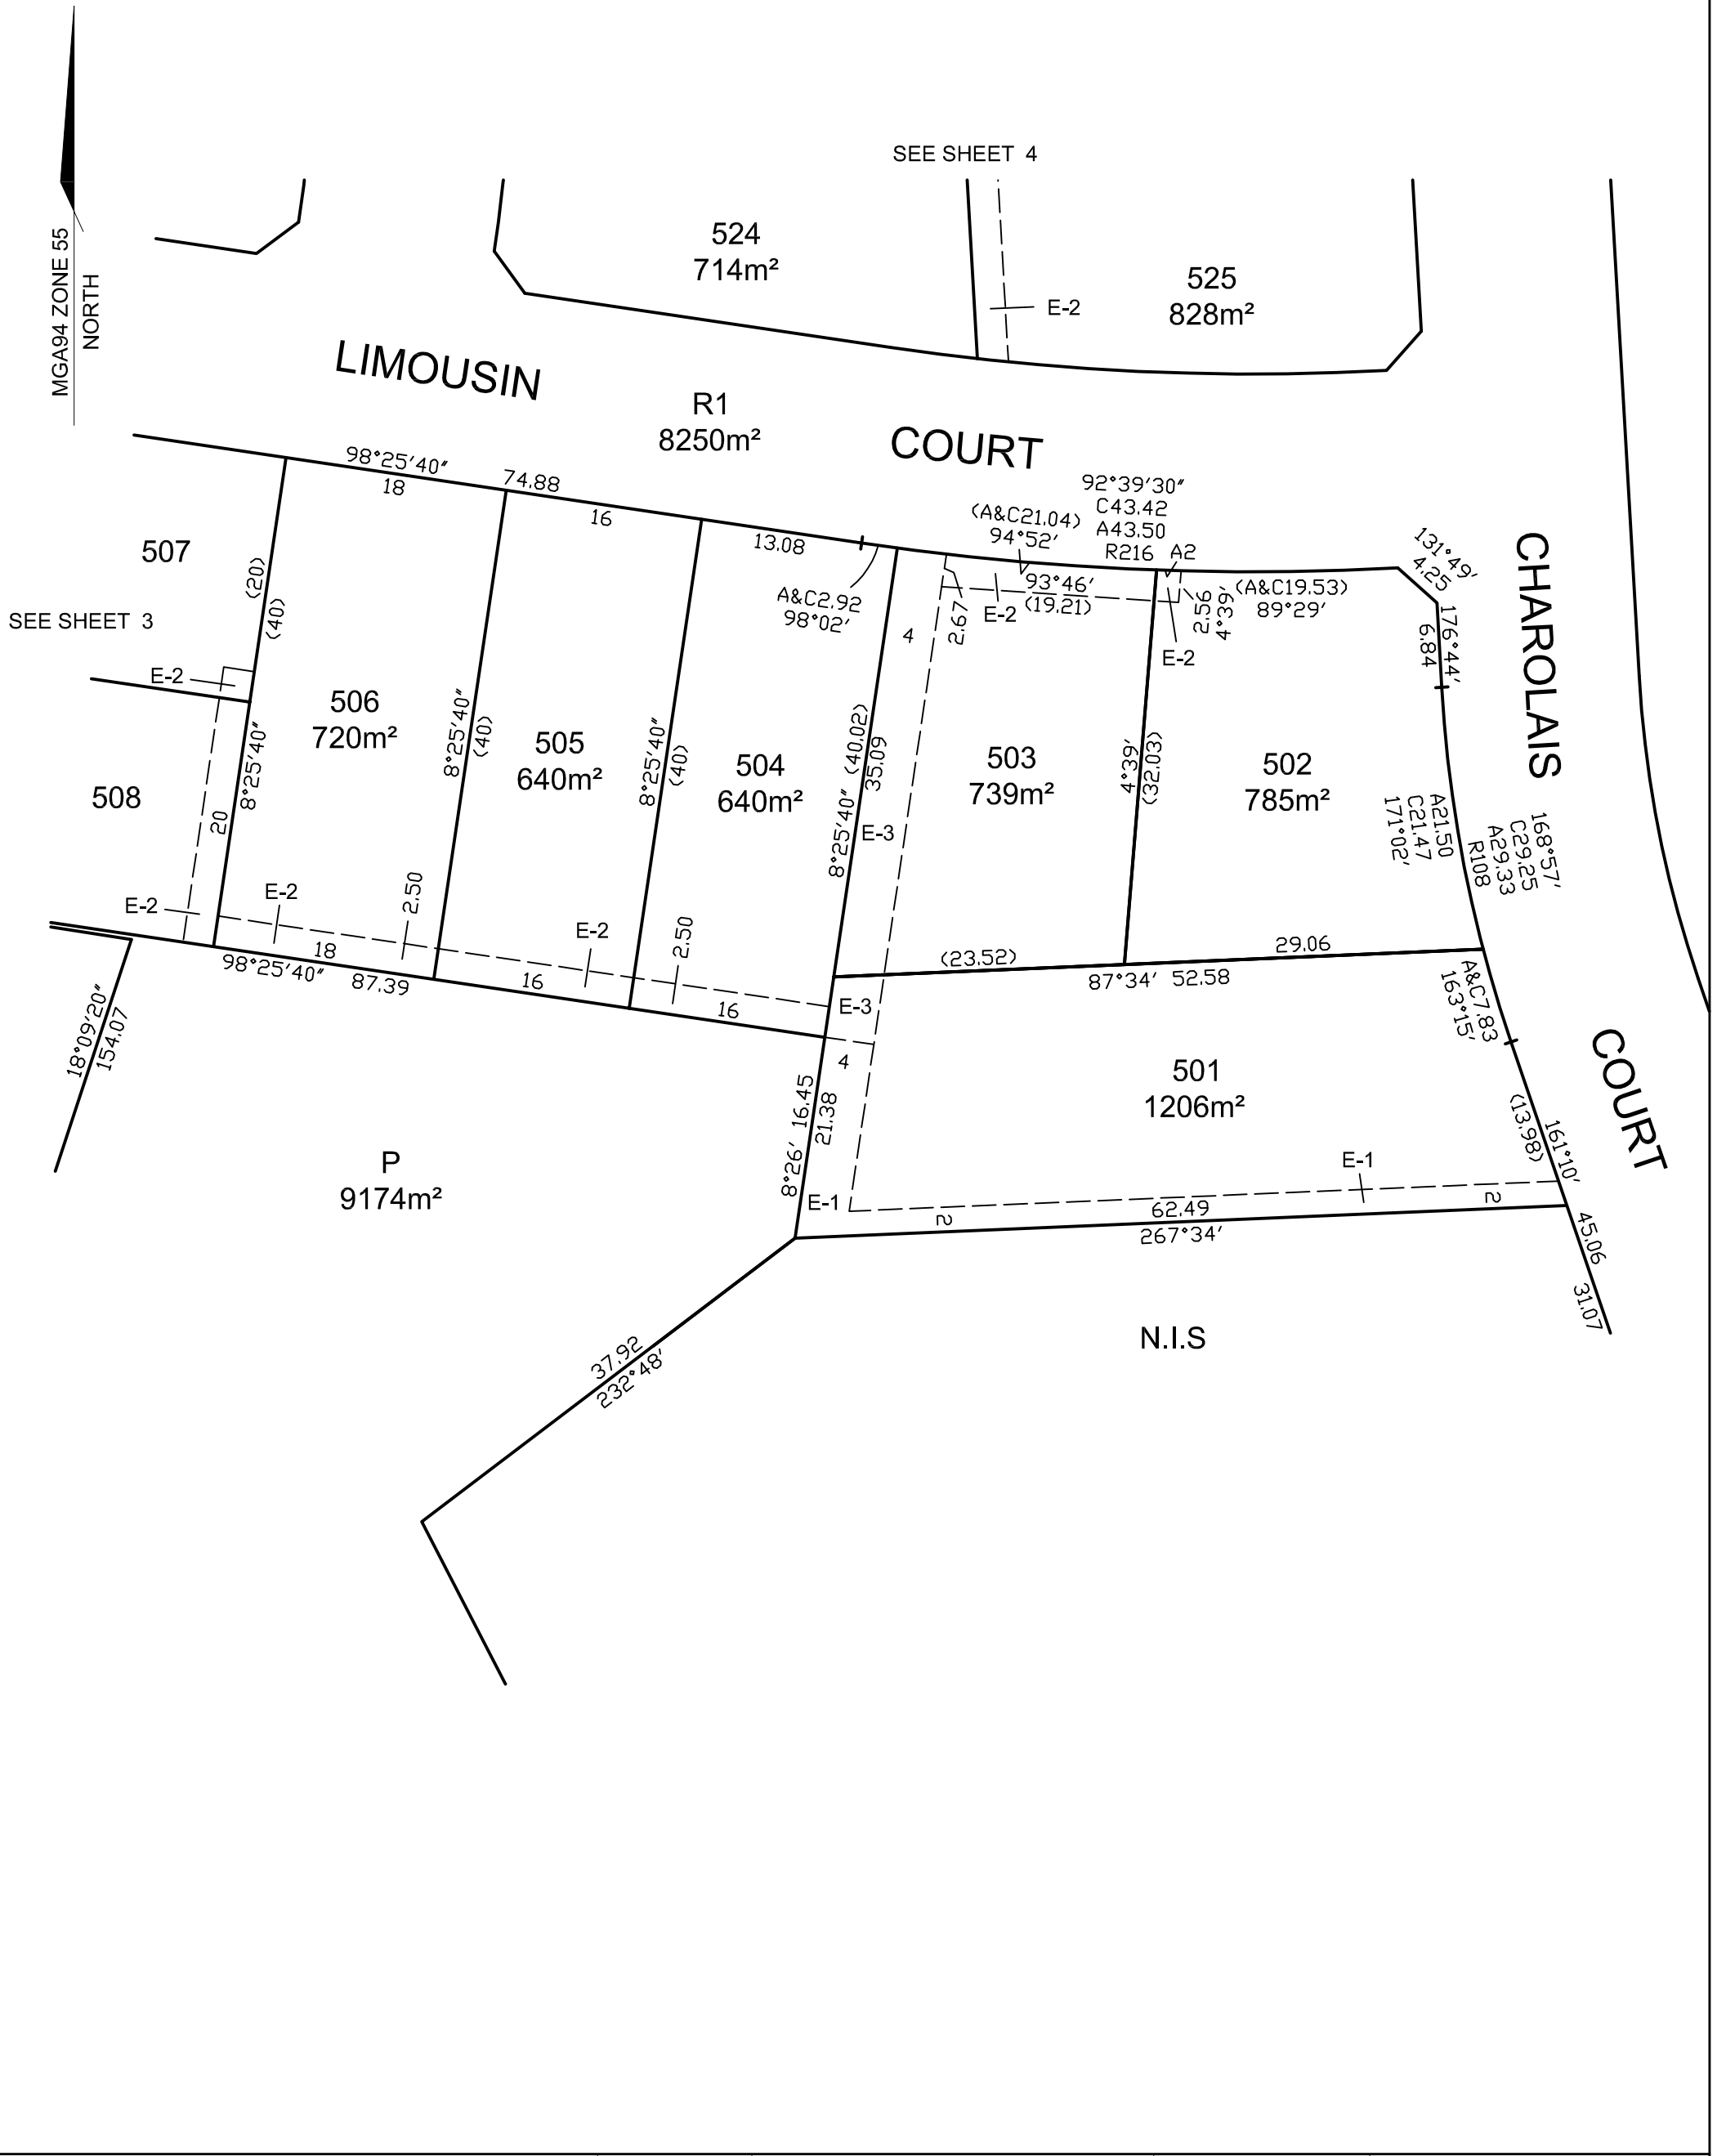 SEE SHEET 4
MGA94 ZONE 55
NORTH
524
714m²
525
828m²
E-2
LIMOUSIN
R1
8250m²
COURT
98°25'40"
18
74.88
16
13.08
92°39'30"
C43.42
A43.50
R216
A2
(A&C21.04)
94°52'
93°46'
(19.21)
E-2
2.67
A&C2.92
98°02'
4
2.56
4°39'
E-2
(A&C19.53)
89°29'
131°49'
4.25
176°44'
6.84
CHAROLAIS
507
(20)
(40)
SEE SHEET 3
E-2
506
720m²
505
640m²
504
640m²
503
739m²
502
785m²
508
20
8°25'40"
8°25'40"
(40)
8°25'40"
(40)
8°25'40" (40.02)
35.09
E-3
4°39'
(32.03)
A21.50
C21.47
171°02'
168°57'
C29.25
A29.33
R108
E-2
E-2
2.50
E-2
2.50
18
98°25'40"
87.39
16
16
E-3
(23.52)
29.06
87°34' 52.58
A&C7.83
163°15'
COURT
18°09'20"
154.07
4
501
1206m²
8°26' 16.45
21.38
(13.98)
161°10'
P
9174m²
E-1
E-1
2
62.49
2
267°34'
45.06
31.07
N.I.S
37.92
232°48'